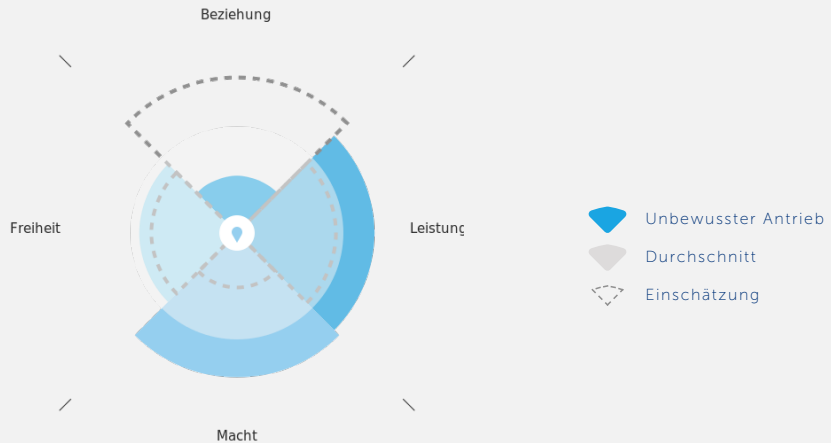 Beziehung
Freiheit
Leistung
Macht
Unbewusster Antrieb
Durchschnitt
Einschätzung